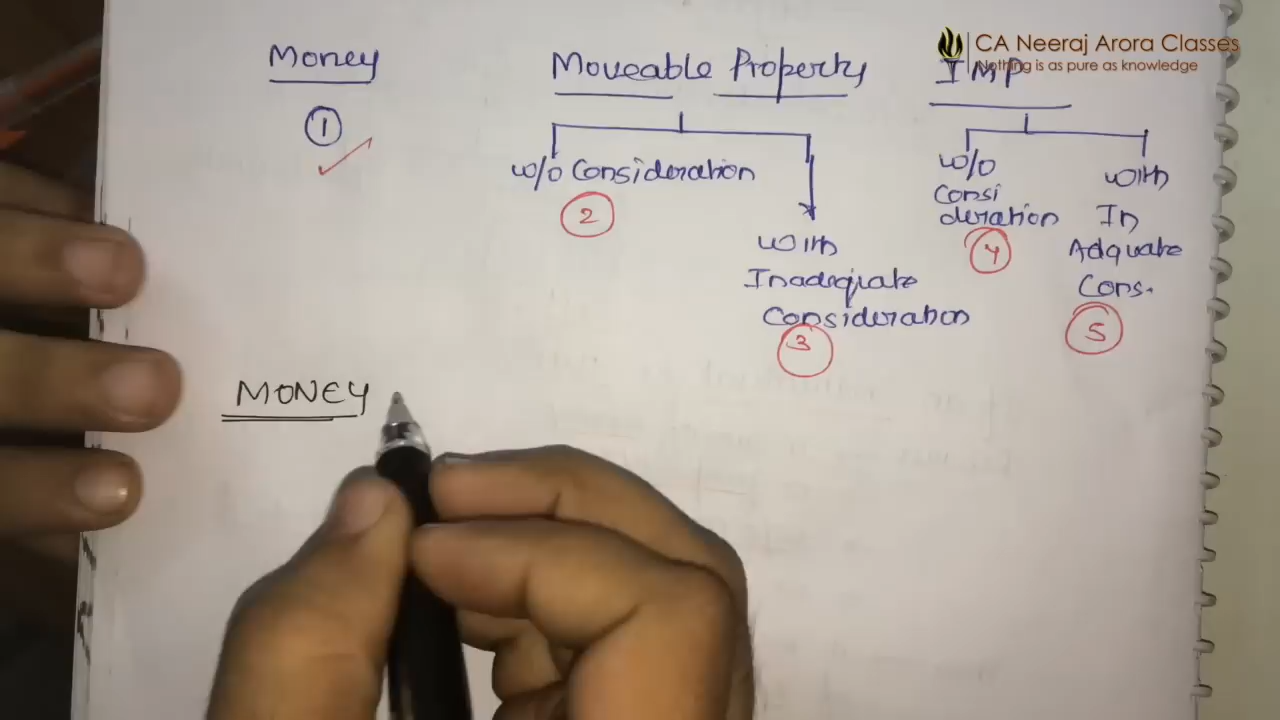 CA Neeraj Arora Classes
Nothing is as pure as knowledge
Money
Moveable Property
IMP
1
w/o Consideration
2
with
Inadequate
Consideration
3
w/o
Consi
deration
4
with
In
Adquate
Cons.
5
MONEY